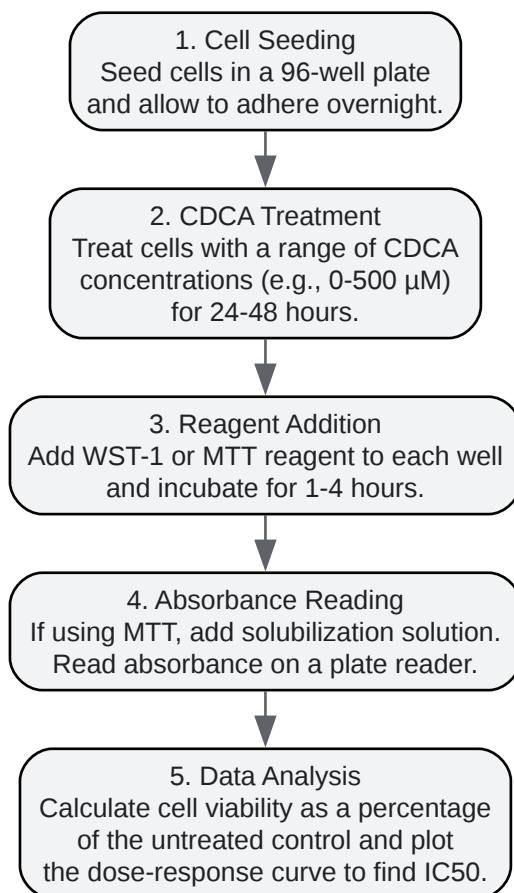 1. Cell Seeding
Seed cells in a 96-well plate
and allow to adhere overnight.
2. CDCA Treatment
Treat cells with a range of CDCA
concentrations (e.g., 0-500 µM)
for 24-48 hours.
3. Reagent Addition
Add WST-1 or MTT reagent to each well
and incubate for 1-4 hours.
4. Absorbance Reading
If using MTT, add solubilization solution.
Read absorbance on a plate reader.
5. Data Analysis
Calculate cell viability as a percentage
of the untreated control and plot
the dose-response curve to find IC50.